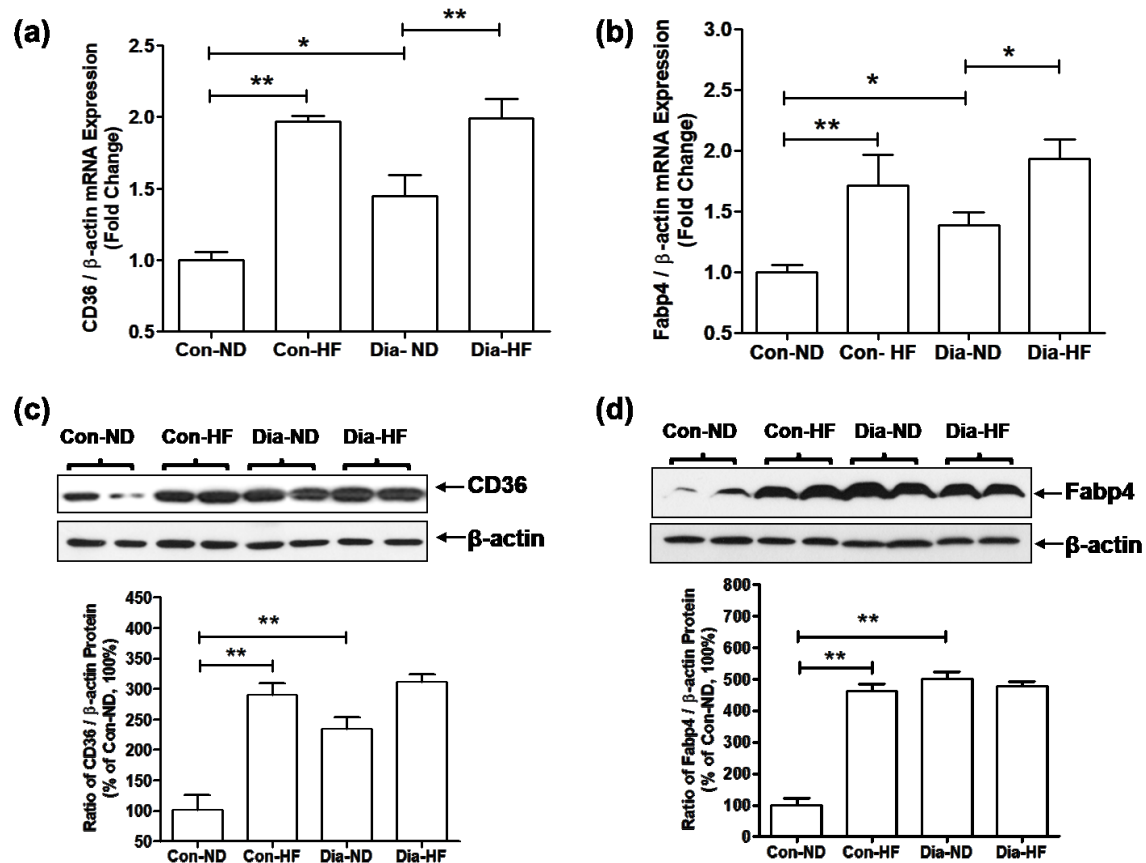 (a)
CD36 / β-actin mRNA Expression
(Fold Change)
2.5
2.0
1.5
1.0
0.5
**
*
**
Con-ND Con-HF Dia- ND Dia-HF
(b)
Fabp4 / β-actin mRNA Expression
(Fold Change)
3.0
2.5
2.0
1.5
1.0
0.5
*
*
**
Con-ND Con- HF Dia-ND Dia-HF
(c)
Con-ND Con-HF Dia-ND Dia-HF
CD36
β-actin
Ratio of CD36 / β-actin Protein
(% of Con-ND, 100%)
450
400
350
300
250
200
150
100
50
**
**
Con-ND Con-HF Dia-ND Dia-HF
(d)
Con-ND Con-HF Dia-ND Dia-HF
Fabp4
β-actin
Ratio of Fabp4 / β-actin Protein
(% of Con-ND, 100%)
800
700
600
500
400
300
200
100
0
**
**
Con-ND Con-HF Dia-ND Dia-HF